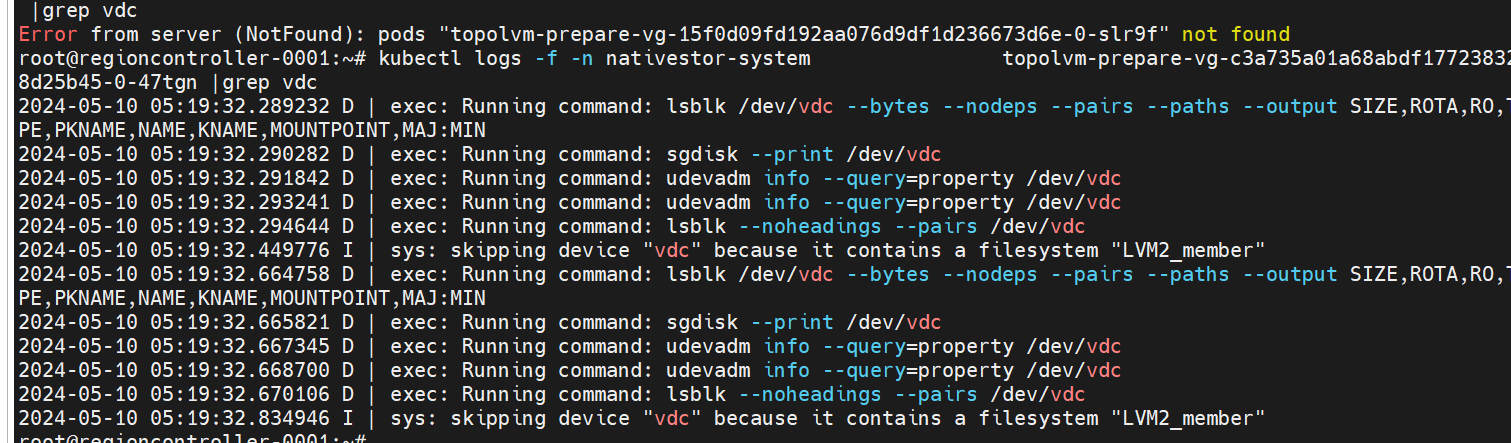 |grep vdc
Error from server (NotFound): pods "topolvm-prepare-vg-15f0d09fd192aa076d9df1d236673d6e-0-slr9f" not found
root@regioncontroller-0001:~# kubectl logs -f -n nativestor-system                topolvm-prepare-vg-c3a735a01a68abdf17723832
8d25b45-0-47tgn |grep vdc
2024-05-10 05:19:32.289232 D | exec: Running command: lsblk /dev/vdc --bytes --nodeps --pairs --paths --output SIZE,ROTA,RO,T
PE,PKNAME,NAME,KNAME,MOUNTPOINT,MAJ:MIN
2024-05-10 05:19:32.290282 D | exec: Running command: sgdisk --print /dev/vdc
2024-05-10 05:19:32.291842 D | exec: Running command: udevadm info --query=property /dev/vdc
2024-05-10 05:19:32.293241 D | exec: Running command: udevadm info --query=property /dev/vdc
2024-05-10 05:19:32.294644 D | exec: Running command: lsblk --noheadings --pairs /dev/vdc
2024-05-10 05:19:32.449776 I | sys: skipping device "vdc" because it contains a filesystem "LVM2_member"
2024-05-10 05:19:32.664758 D | exec: Running command: lsblk /dev/vdc --bytes --nodeps --pairs --paths --output SIZE,ROTA,RO,T
PE,PKNAME,NAME,KNAME,MOUNTPOINT,MAJ:MIN
2024-05-10 05:19:32.665821 D | exec: Running command: sgdisk --print /dev/vdc
2024-05-10 05:19:32.667345 D | exec: Running command: udevadm info --query=property /dev/vdc
2024-05-10 05:19:32.668700 D | exec: Running command: udevadm info --query=property /dev/vdc
2024-05-10 05:19:32.670106 D | exec: Running command: lsblk --noheadings --pairs /dev/vdc
2024-05-10 05:19:32.834946 I | sys: skipping device "vdc" because it contains a filesystem "LVM2_member"
root@regioncontroller-0001:~#